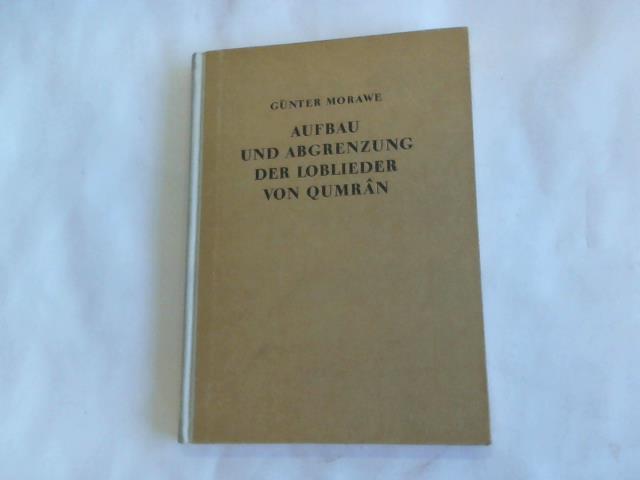 GÜNTER MORAWE
AUFBAU
UND ABGRENZUNG
DER LOBLIEDER
VON QUMRÂN